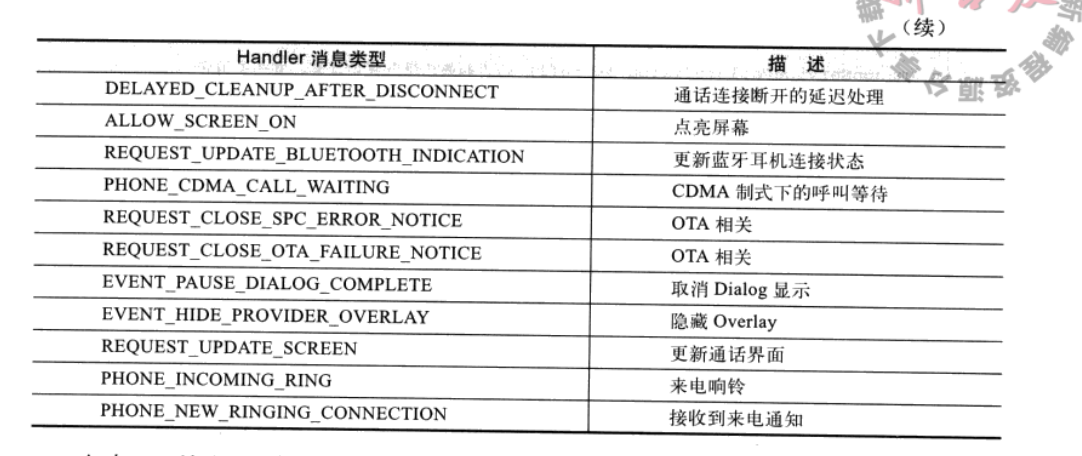 （续）
Handler 消息类型 描 述
DELAYED_CLEANUP_AFTER_DISCONNECT 通话连接断开的延迟处理
ALLOW_SCREEN_ON 点亮屏幕
REQUEST_UPDATE_BLUETOOTH_INDICATION 更新蓝牙耳机连接状态
PHONE_CDMA_CALL_WAITING CDMA 制式下的呼叫等待
REQUEST_CLOSE_SPC_ERROR_NOTICE OTA 相关
REQUEST_CLOSE_OTA_FAILURE_NOTICE OTA 相关
EVENT_PAUSE_DIALOG_COMPLETE 取消 Dialog 显示
EVENT_HIDE_PROVIDER_OVERLAY 隐藏 Overlay
REQUEST_UPDATE_SCREEN 更新通话界面
PHONE_INCOMING_RING 来电响铃
PHONE_NEW_RINGING_CONNECTION 接收到来电通知